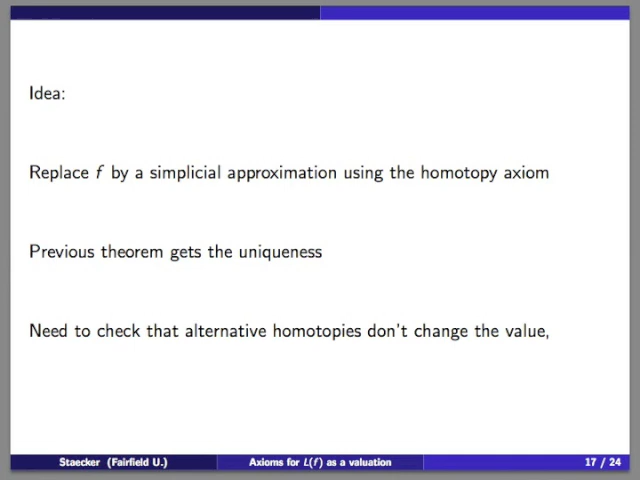 Idea:
Replace f by a simplicial approximation using the homotopy axiom
Previous theorem gets the uniqueness
Need to check that alternative homotopies don't change the value,
Staecker (Fairfield U.) Axioms for L(f) as a valuation 17 / 24